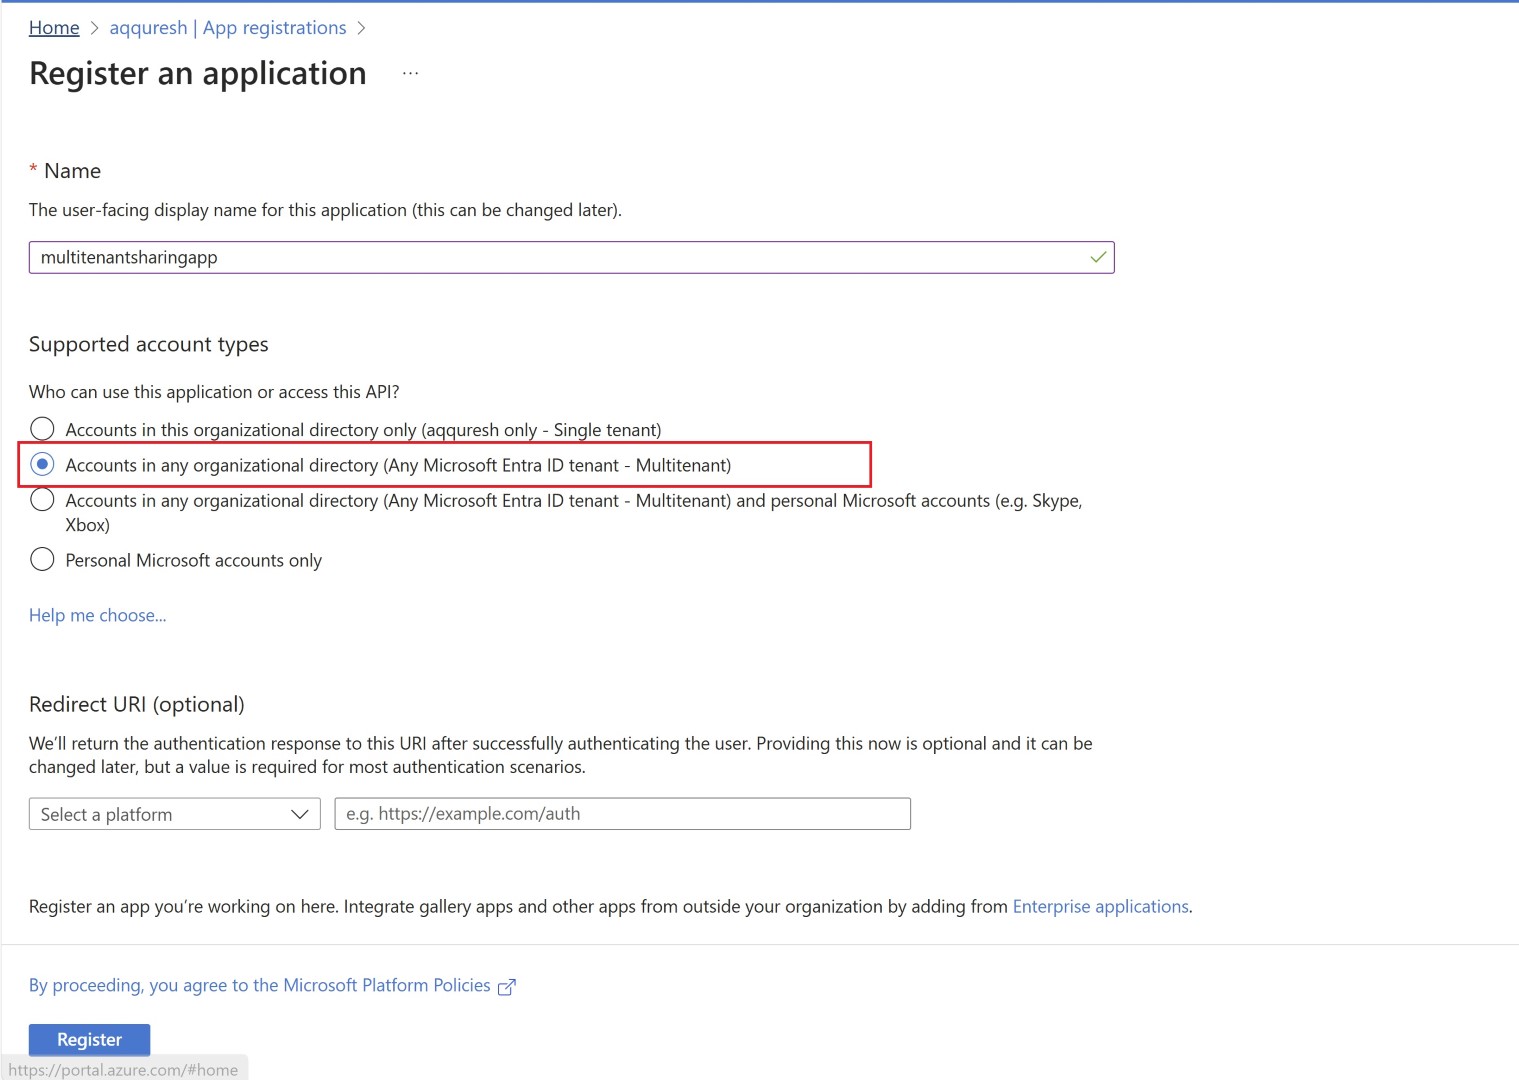 Home > aqquresh | App registrations >
Register an application ...
* Name
The user-facing display name for this application (this can be changed later).
multitenantsharingapp
Supported account types
Who can use this application or access this API?
Accounts in this organizational directory only (aqquresh only - Single tenant)
Accounts in any organizational directory (Any Microsoft Entra ID tenant - Multitenant)
Accounts in any organizational directory (Any Microsoft Entra ID tenant - Multitenant) and personal Microsoft accounts (e.g. Skype,
Xbox)
Personal Microsoft accounts only
Help me choose...
Redirect URI (optional)
We'll return the authentication response to this URI after successfully authenticating the user. Providing this now is optional and it can be
changed later, but a value is required for most authentication scenarios.
Select a platform e.g. https://example.com/auth
Register an app you're working on here. Integrate gallery apps and other apps from outside your organization by adding from Enterprise applications.
By proceeding, you agree to the Microsoft Platform Policies
Register
https://portal.azure.com/#home